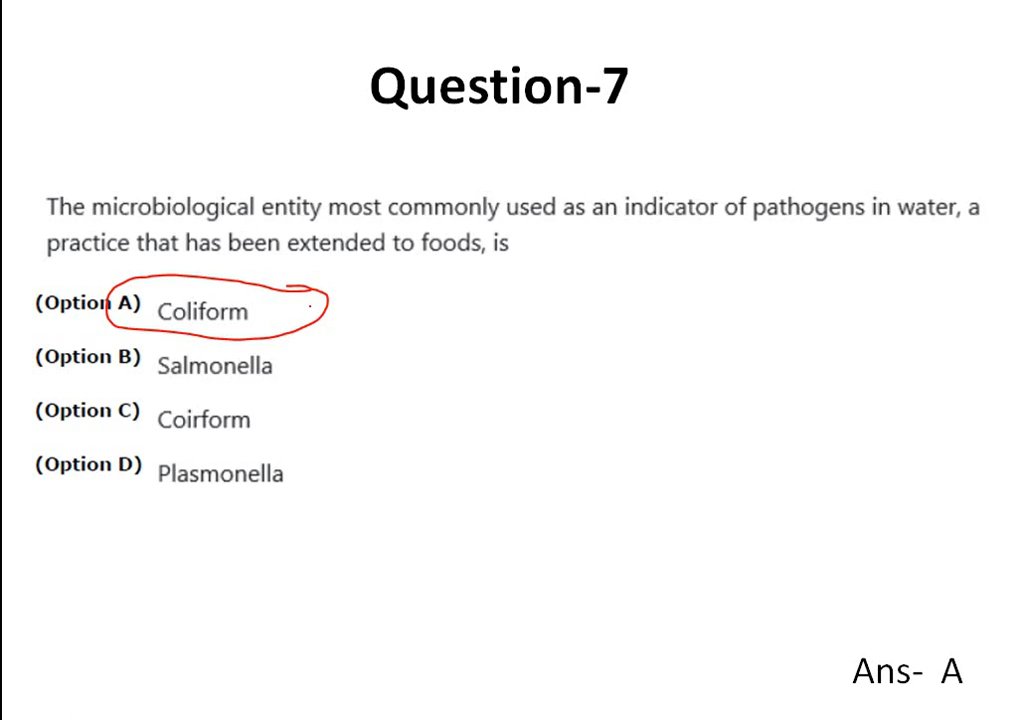 Question-7
The microbiological entity most commonly used as an indicator of pathogens in water, a
practice that has been extended to foods, is
(Option A) Coliform
(Option B) Salmonella
(Option C) Coirform
(Option D) Plasmonella
Ans- A